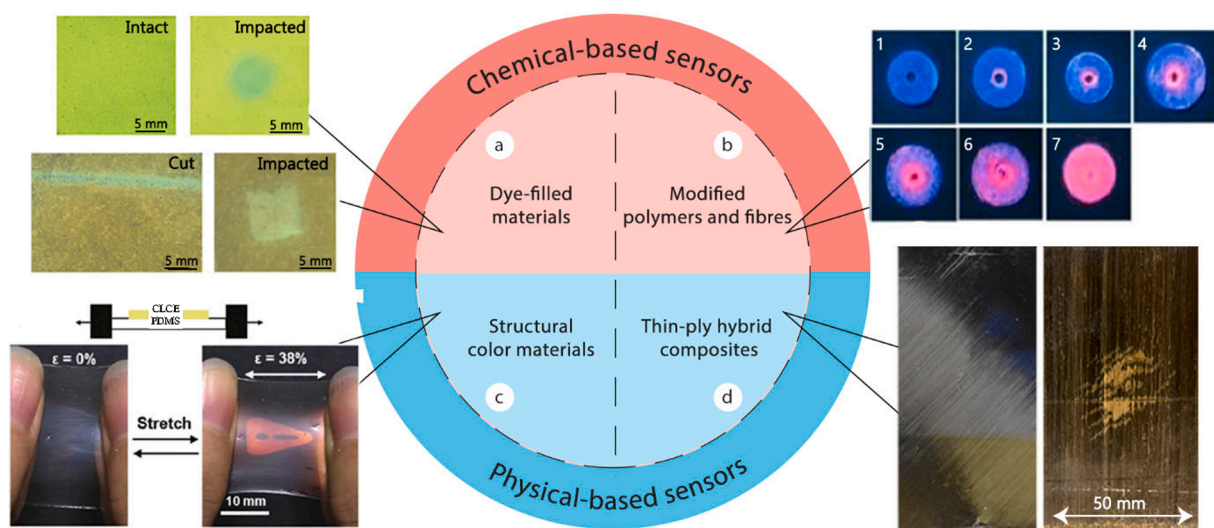 Intact
Impacted
5 mm
5 mm
Cut
Impacted
5 mm
5 mm
CLCE
PDMS
ε = 0%
ε = 38%
Stretch
10 mm
Chemical-based sensors
a
Dye-filled
materials
b
Modified
polymers and fibres
Structural
color materials
c
Thin-ply hybrid
composites
d
Physical-based sensors
1
2
3
4
5
6
7
50 mm